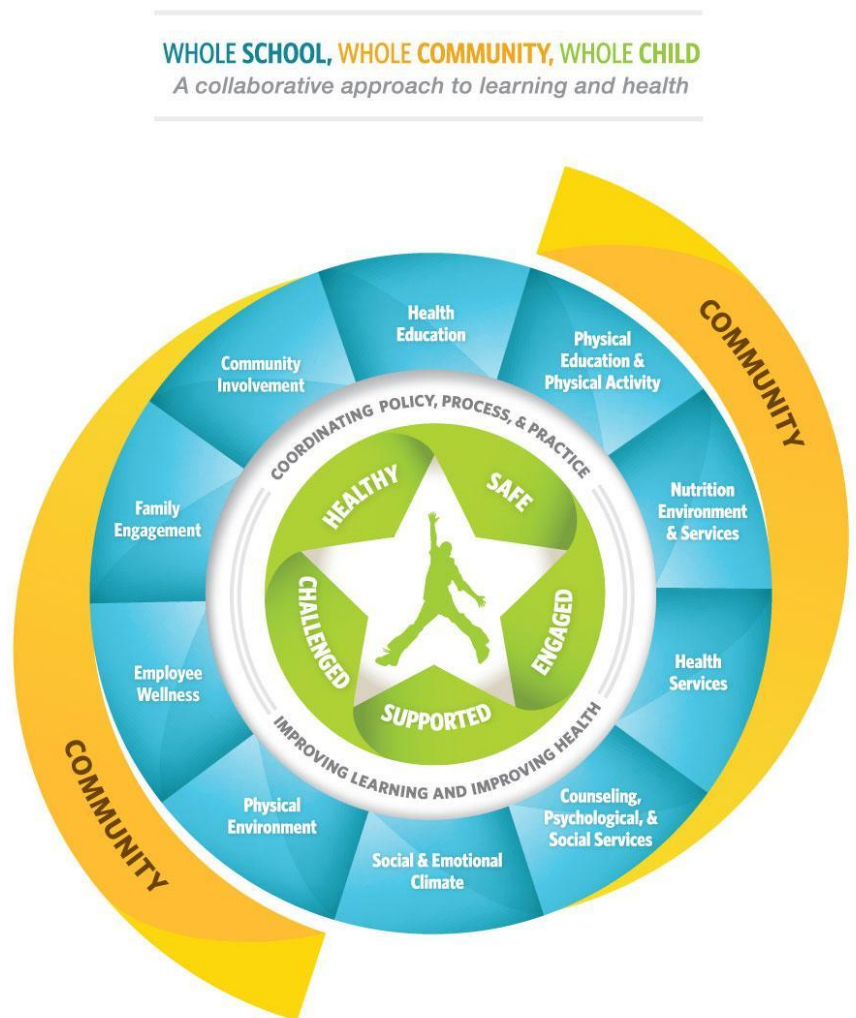 WHOLE SCHOOL, WHOLE COMMUNITY, WHOLE CHILD
A collaborative approach to learning and health
COMMUNITY
Health
Education
Physical
Education &
Physical Activity
Nutrition
Environment
& Services
Health
Services
Counseling,
Psychological, &
Social Services
Social & Emotional
Climate
Physical
Environment
Employee
Wellness
Family
Engagement
Community
Involvement
COORDINATING POLICY, PROCESS, & PRACTICE
IMPROVING LEARNING AND IMPROVING HEALTH
HEALTHY
SAFE
ENGAGED
SUPPORTED
CHALLENGED
COMMUNITY